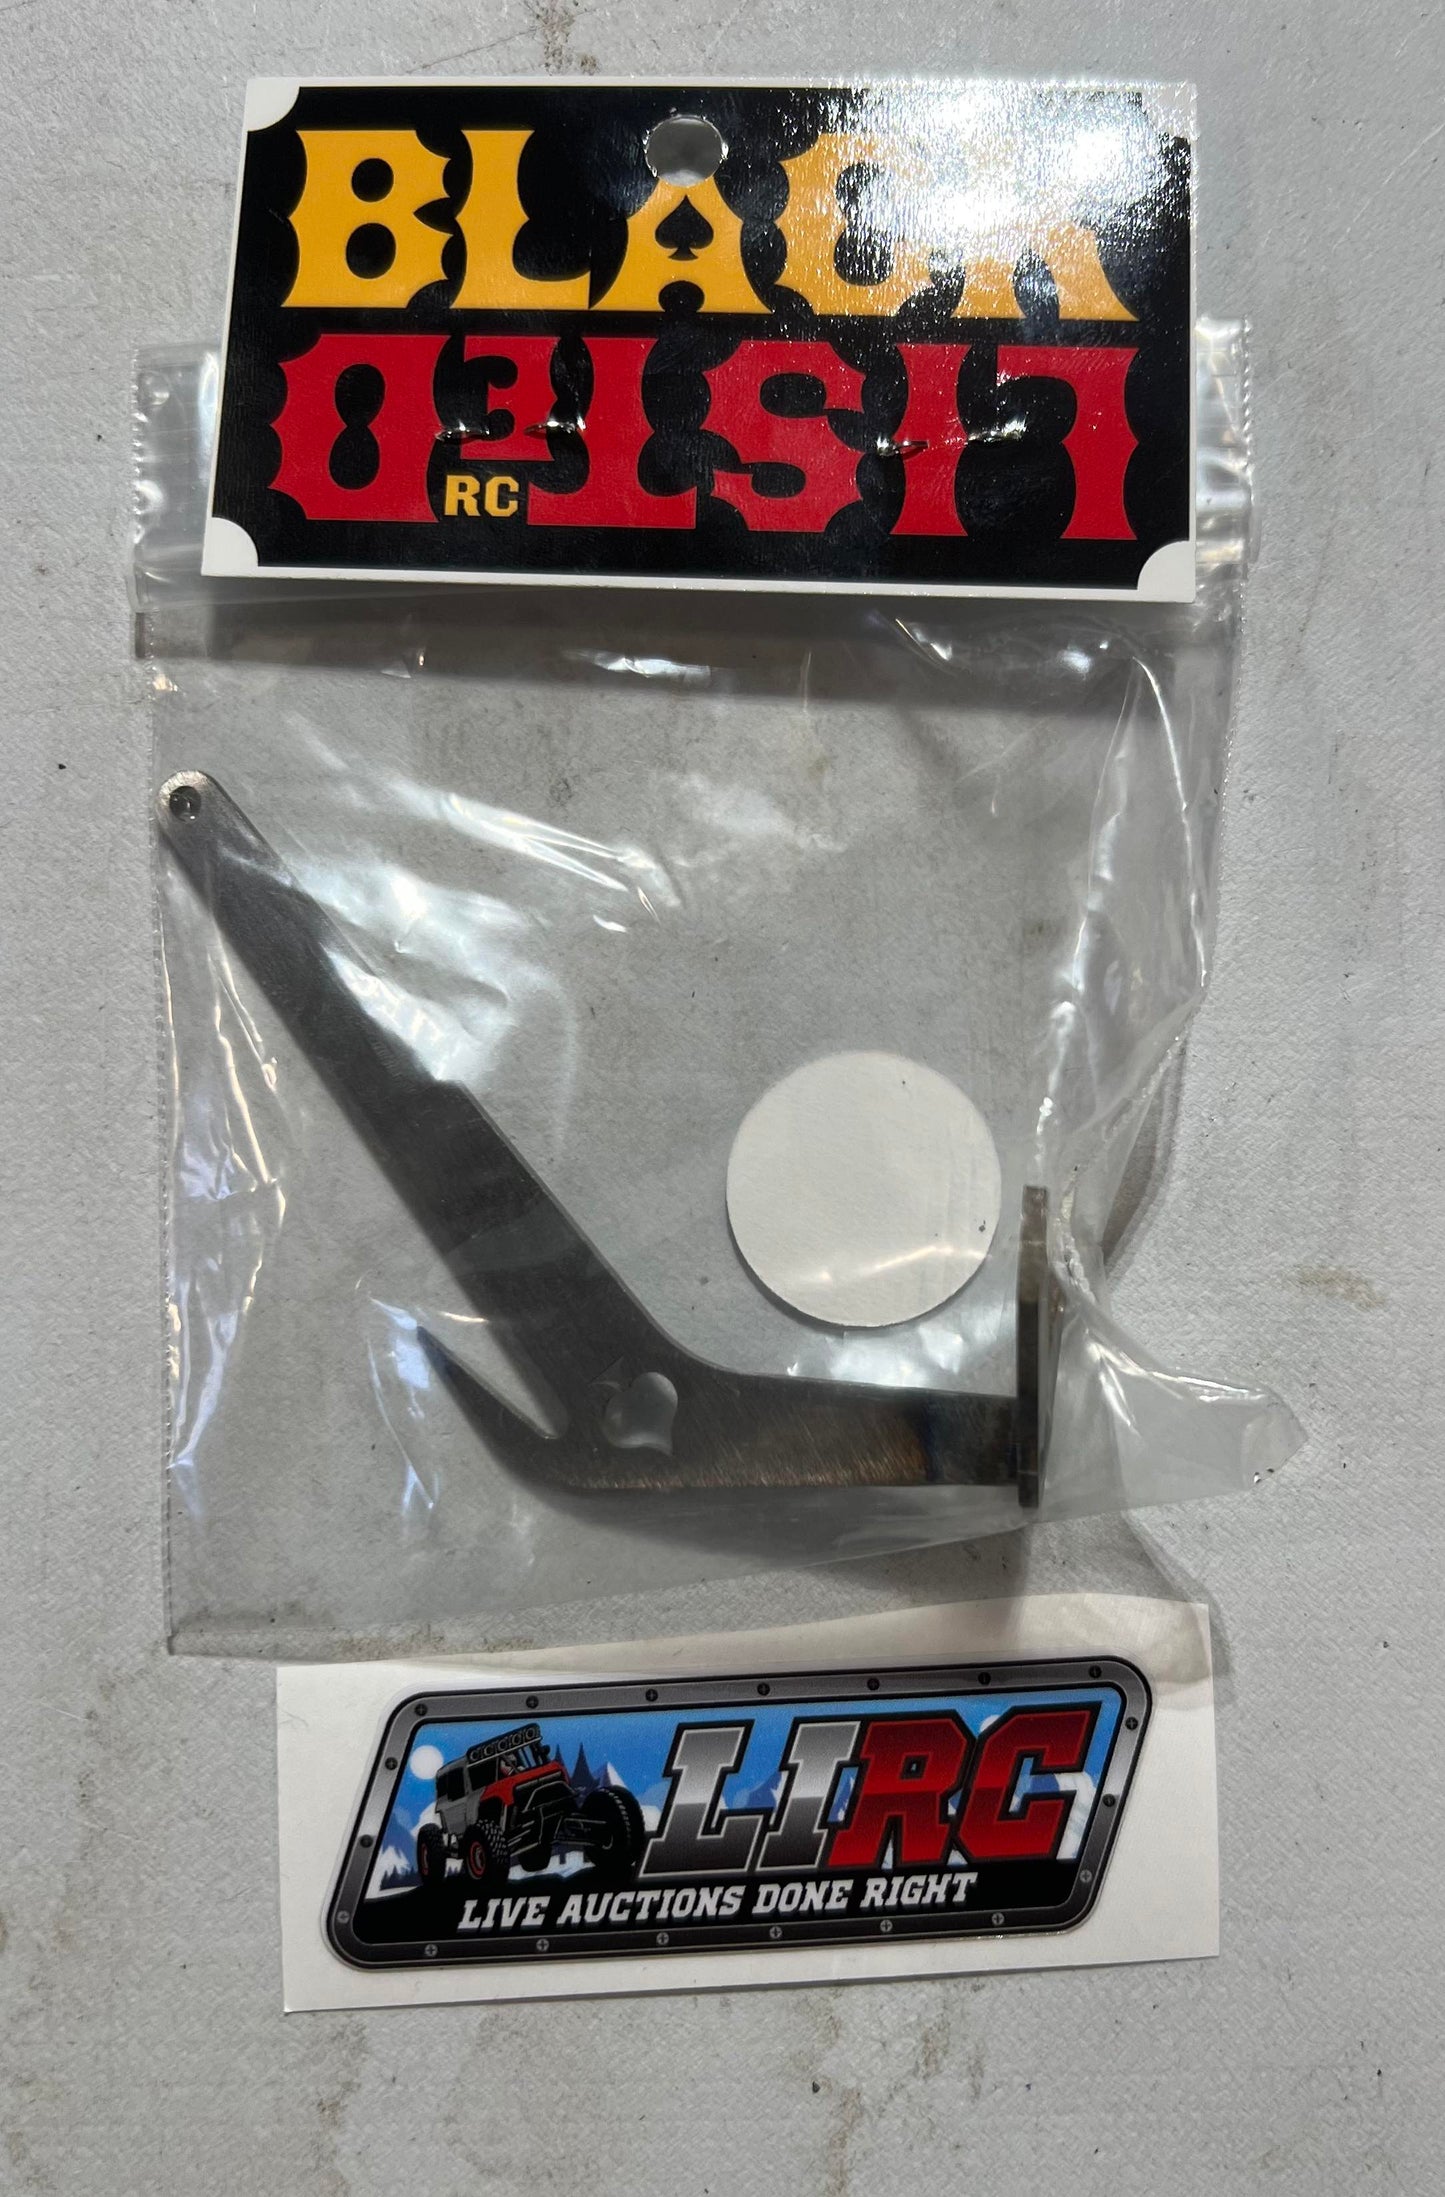 BLACK
LISTED
RC
LIRC
LIVE AUCTIONS DONE RIGHT